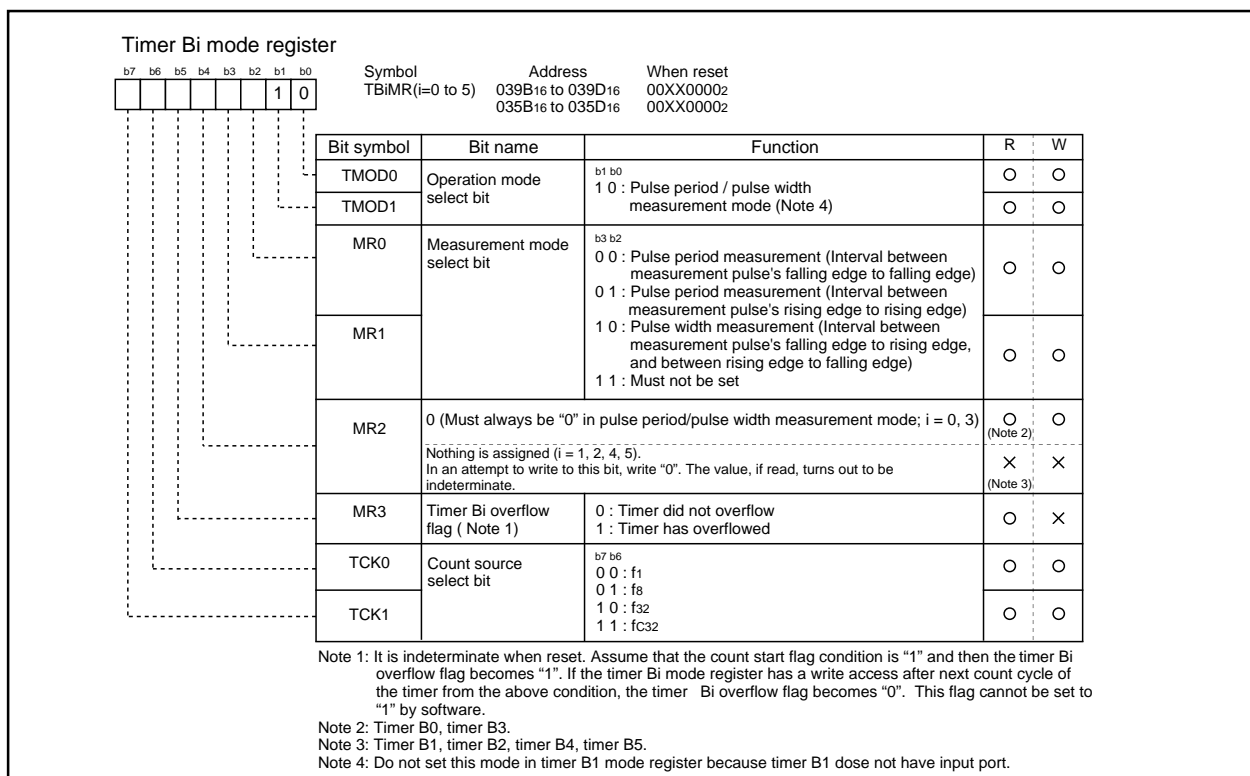 Timer Bi mode register
b7 b6 b5 b4 b3 b2 b1 b0
1 0
Symbol Address When reset
TBiMR(i=0 to 5) 039B16 to 039D16 00XX00002
035B16 to 035D16 00XX00002
Bit symbol Bit name Function R W
TMOD0
TMOD1
Operation mode
select bit
b1 b0
1 0 : Pulse period / pulse width
measurement mode (Note 4)
MR0
MR1
Measurement mode
select bit
b3 b2
0 0 : Pulse period measurement (Interval between
measurement pulse's falling edge to falling edge)
0 1 : Pulse period measurement (Interval between
measurement pulse's rising edge to rising edge)
1 0 : Pulse width measurement (Interval between
measurement pulse's falling edge to rising edge,
and between rising edge to falling edge)
1 1 : Must not be set
MR2
0 (Must always be “0” in pulse period/pulse width measurement mode; i = 0, 3)
(Note 2)
Nothing is assigned (i = 1, 2, 4, 5).
In an attempt to write to this bit, write “0”. The value, if read, turns out to be
indeterminate.
(Note 3)
MR3
Timer Bi overflow
flag ( Note 1)
0 : Timer did not overflow
1 : Timer has overflowed
TCK0
TCK1
Count source
select bit
b7 b6
0 0 : f1
0 1 : f8
1 0 : f32
1 1 : fC32
Note 1: It is indeterminate when reset. Assume that the count start flag condition is “1” and then the timer Bi
overflow flag becomes “1”. If the timer Bi mode register has a write access after next count cycle of
the timer from the above condition, the timer Bi overflow flag becomes “0”. This flag cannot be set to
“1” by software.
Note 2: Timer B0, timer B3.
Note 3: Timer B1, timer B2, timer B4, timer B5.
Note 4: Do not set this mode in timer B1 mode register because timer B1 dose not have input port.